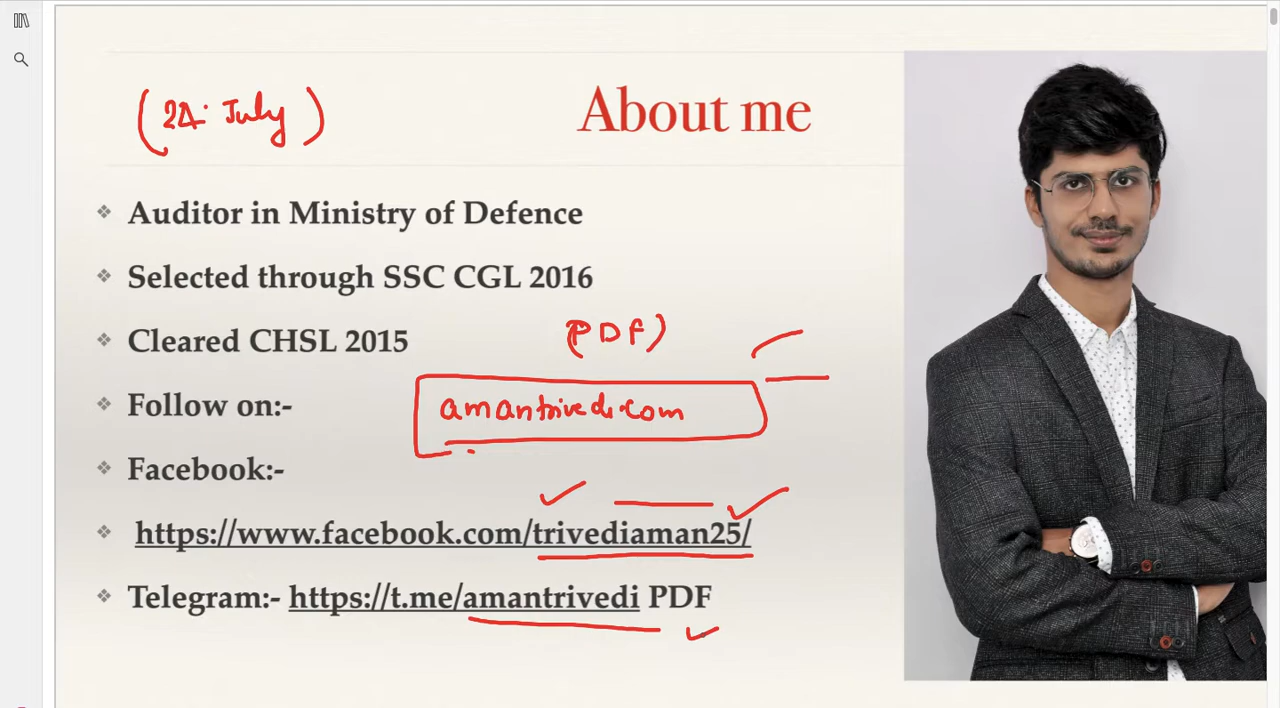 (24 July)
About me
Auditor in Ministry of Defence
Selected through SSC CGL 2016
Cleared CHSL 2015
(PDF)
Follow on:-
amantrivedi.com
Facebook:-
https://www.facebook.com/trivediaman25/
Telegram:- https://t.me/amantrivedi PDF